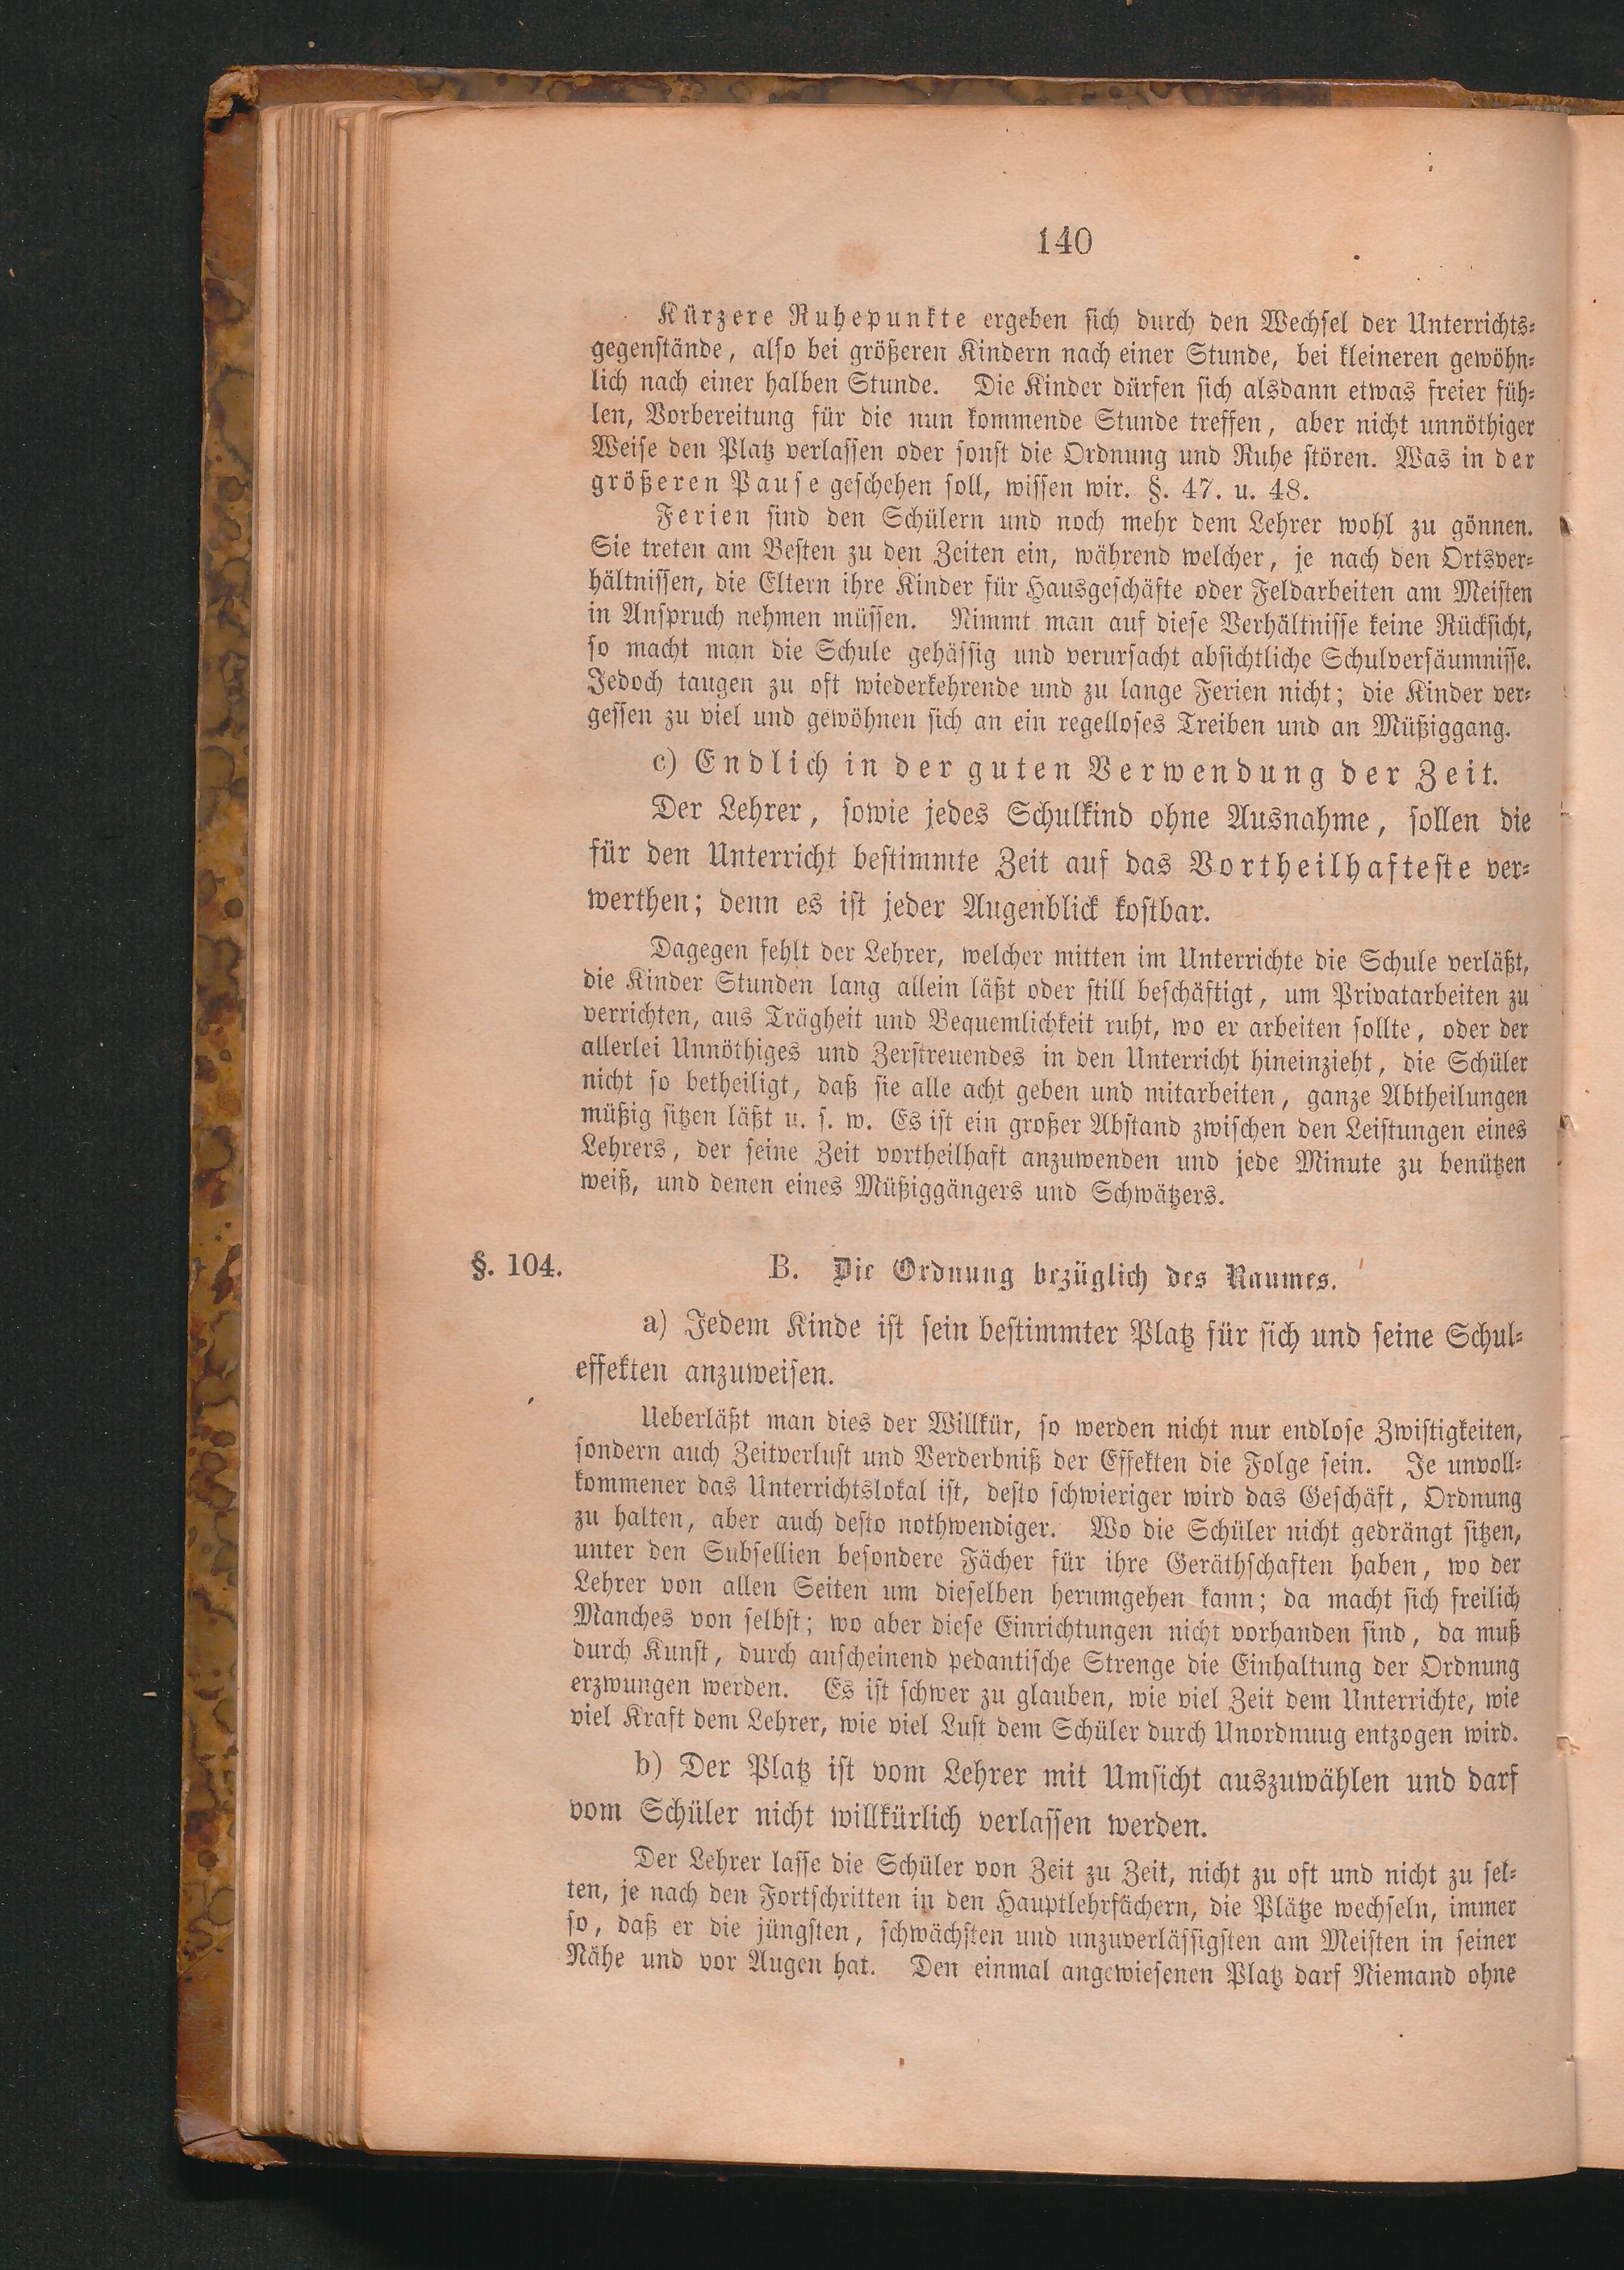 140
Kürzere Ruhepunkte ergeben sich durch den Wechsel der Unterrichts-
gegenstände, also bei größeren Kindern nach einer Stunde, bei kleineren gewöhn-
lich nach einer halben Stunde. Die Kinder dürfen sich alsdann etwas freier füh-
len, Vorbereitung für die nun kommende Stunde treffen, aber nicht unnöthiger
Weise den Platz verlassen oder sonst die Ordnung und Ruhe stören. Was in der
größeren Pause geschehen soll, wissen wir. §. 47. u. 48.
Ferien sind den Schülern und noch mehr dem Lehrer wohl zu gönnen.
Sie treten am Besten zu den Zeiten ein, während welcher, je nach den Ortsver-
hältnissen, die Eltern ihre Kinder für Hausgeschäfte oder Feldarbeiten am Meisten
in Anspruch nehmen müssen. Nimmt man auf diese Verhältnisse keine Rücksicht,
so macht man die Schule gehässig und verursacht absichtliche Schulversäumnisse.
Jedoch taugen zu oft wiederkehrende und zu lange Ferien nicht; die Kinder ver-
gessen zu viel und gewöhnen sich an ein regelloses Treiben und an Müßiggang.
c) Endlich in der guten Verwendung der Zeit.
Der Lehrer, sowie jedes Schulkind ohne Ausnahme, sollen die
für den Unterricht bestimmte Zeit auf das Vortheilhafteste ver-
werthen; denn es ist jeder Augenblick kostbar.
Dagegen fehlt der Lehrer, welcher mitten im Unterrichte die Schule verläßt,
die Kinder Stunden lang allein läßt oder still beschäftigt, um Privatarbeiten zu
verrichten, aus Trägheit und Bequemlichkeit ruht, wo er arbeiten sollte, oder der
allerlei Unnöthiges und Zerstreuendes in den Unterricht hineinzieht, die Schüler
nicht so betheiligt, daß sie alle acht geben und mitarbeiten, ganze Abtheilungen
müßig sitzen läßt u. s. w. Es ist ein großer Abstand zwischen den Leistungen eines
Lehrers, der seine Zeit vortheilhaft anzuwenden und jede Minute zu benützen
weiß, und denen eines Müßiggängers und Schwätzers.
§. 104. B. Die Ordnung bezüglich des Raumes.
a) Jedem Kinde ist sein bestimmter Platz für sich und seine Schul-
effekten anzuweisen.
Ueberläßt man dies der Willkür, so werden nicht nur endlose Zwistigkeiten,
sondern auch Zeitverlust und Verderbniß der Effekten die Folge sein. Je unvoll-
kommener das Unterrichtslokal ist, desto schwieriger wird das Geschäft, Ordnung
zu halten, aber auch desto nothwendiger. Wo die Schüler nicht gedrängt sitzen,
unter den Subsellien besondere Fächer für ihre Geräthschaften haben, wo der
Lehrer von allen Seiten um dieselben herumgehen kann; da macht sich freilich
Manches von selbst; wo aber diese Einrichtungen nicht vorhanden sind, da muß
durch Kunst, durch anscheinend pedantische Strenge die Einhaltung der Ordnung
erzwungen werden. Es ist schwer zu glauben, wie viel Zeit dem Unterrichte, wie
viel Kraft dem Lehrer, wie viel Lust dem Schüler durch Unordnuug entzogen wird.
b) Der Platz ist vom Lehrer mit Umsicht auszuwählen und darf
vom Schüler nicht willkürlich verlassen werden.
Der Lehrer lasse die Schüler von Zeit zu Zeit, nicht zu oft und nicht zu sel-
ten, je nach den Fortschritten in den Hauptlehrfächern, die Plätze wechseln, immer
so, daß er die jüngsten, schwächsten und unzuverlässigsten am Meisten in seiner
Nähe und vor Augen hat. Den einmal angewiesenen Platz darf Niemand ohne